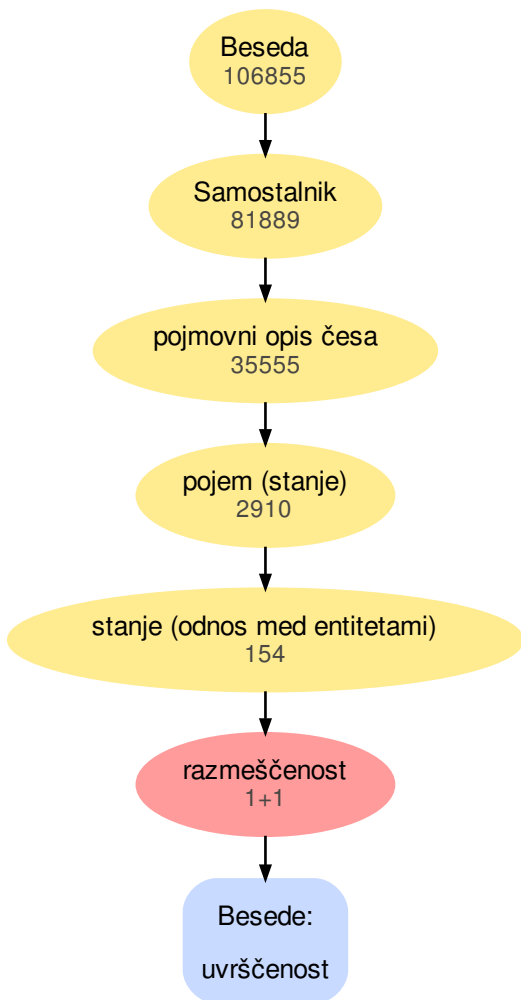 Beseda
106855
Samostalnik
81889
pojmovni opis česa
35555
pojem (stanje)
2910
stanje (odnos med entitetami)
154
razmeščenost
1+1
Besede:
uvrščenost